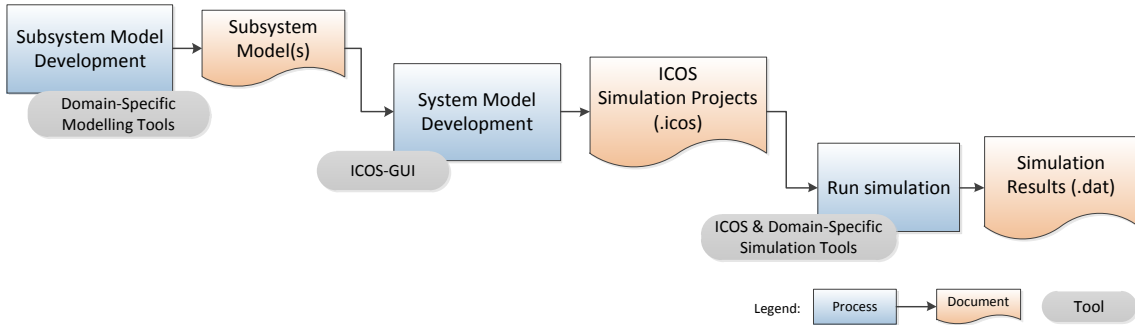 Subsystem Model
Development
Domain-Specific
Modelling Tools
Subsystem
Model(s)
System Model
Development
ICOS-GUI
ICOS
Simulation Projects
(.icos)
Run simulation
ICOS & Domain-Specific
Simulation Tools
Simulation
Results (.dat)
Legend:
Process
Document
Tool